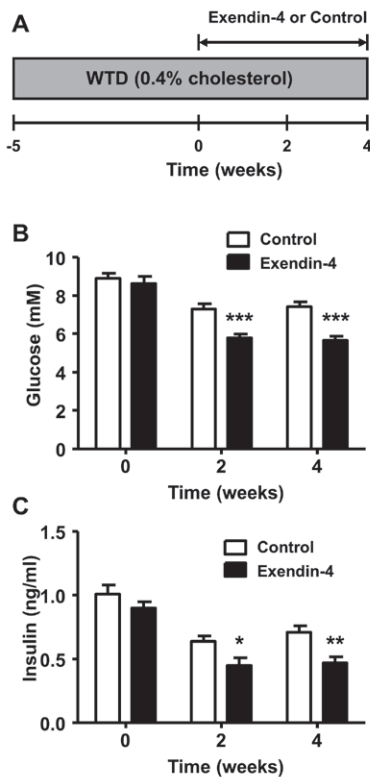 A
Exendin-4 or Control
WTD (0.4% cholesterol)
-5 0 2 4
Time (weeks)
B
Control
Exendin-4
Glucose (mM)
10
8
6
4
2
0
*** ***
0 2 4
Time (weeks)
C
Control
Exendin-4
Insulin (ng/ml)
1.5
1.0
0.5
0.0
* **
0 2 4
Time (weeks)